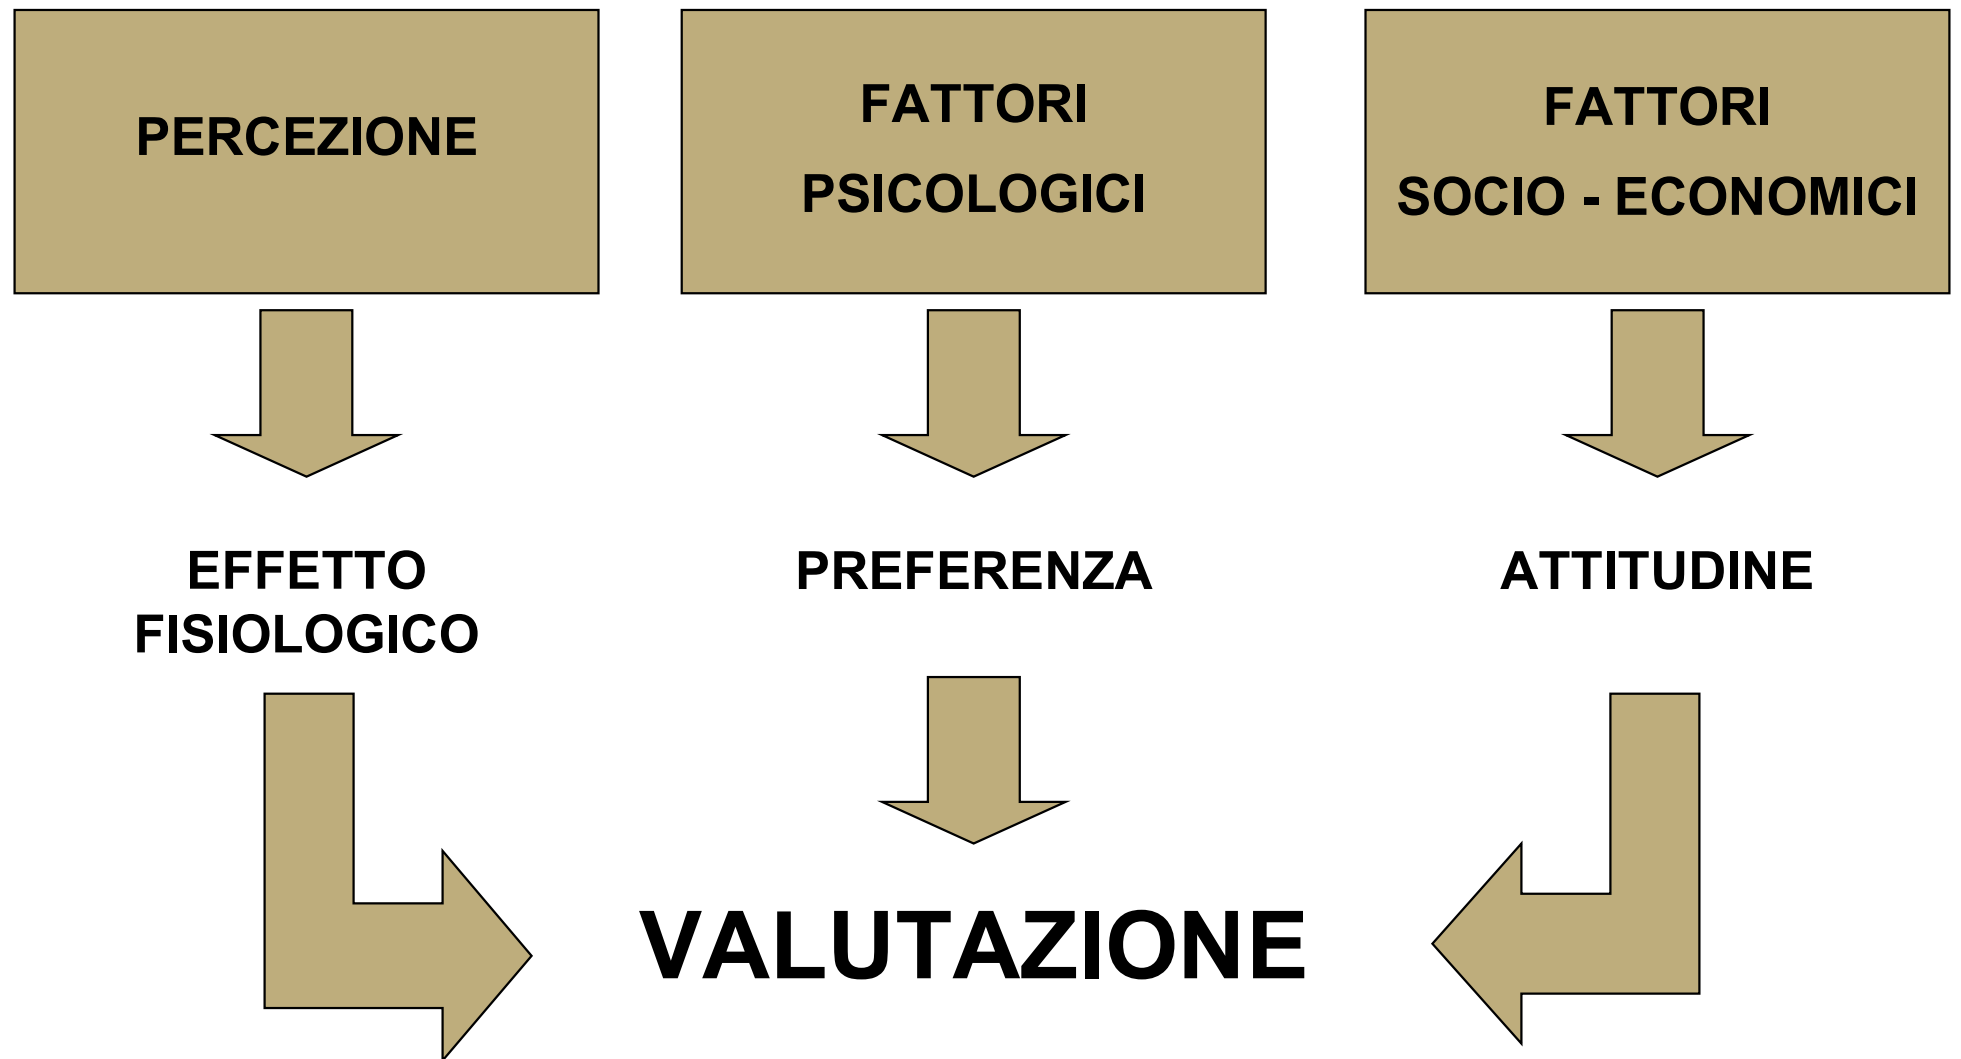 PERCEZIONE
FATTORI
PSICOLOGICI
FATTORI
SOCIO - ECONOMICI
EFFETTO
FISIOLOGICO
PREFERENZA
ATTITUDINE
VALUTAZIONE